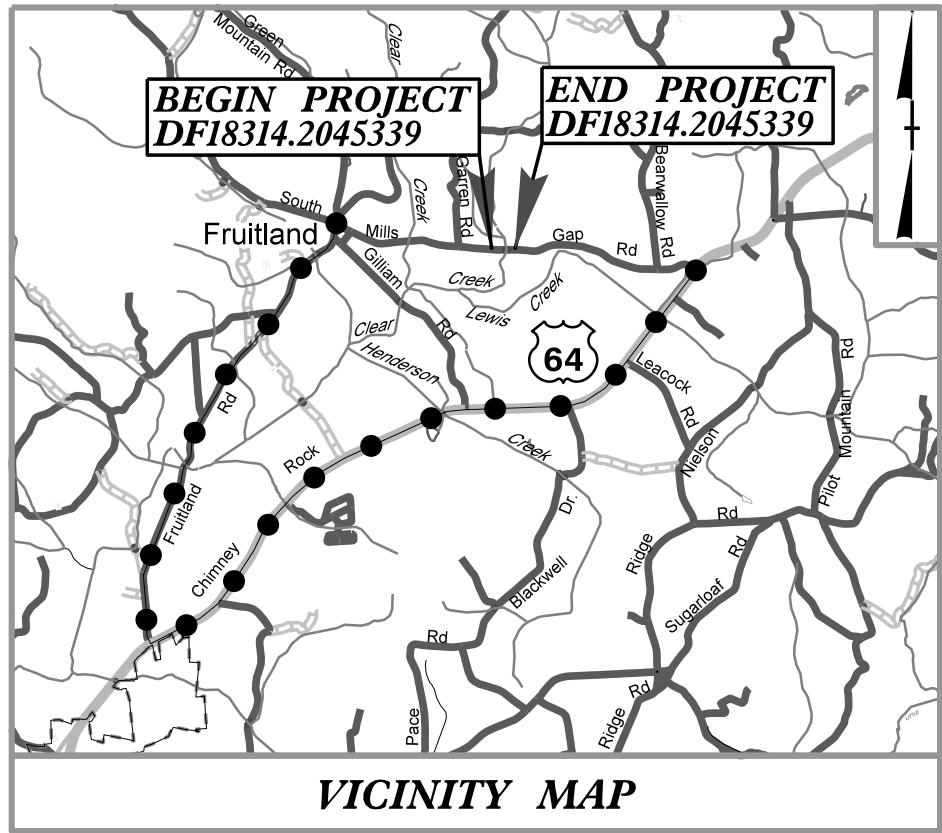 Green
Mountain Rd
Clear
BEGIN PROJECT
DF18314.2045339
END PROJECT
DF18314.2045339
Creek
Garren Rd
Bearwallow Rd
South
Fruitland
Mills
Gap
Rd
Gilliam
Rd
Creek
Lewis
Creek
Clear
Henderson
Creek
64
Leacock
Rd
Nielson
Rd
Mountain
Pilot
Rd
Rd
Fruitland
Rock
Chimney
Dr.
Blackwell
Rd
Pace
Ridge
Rd
Sugarloaf
Rd
Ridge
LITTLE
VICINITY MAP